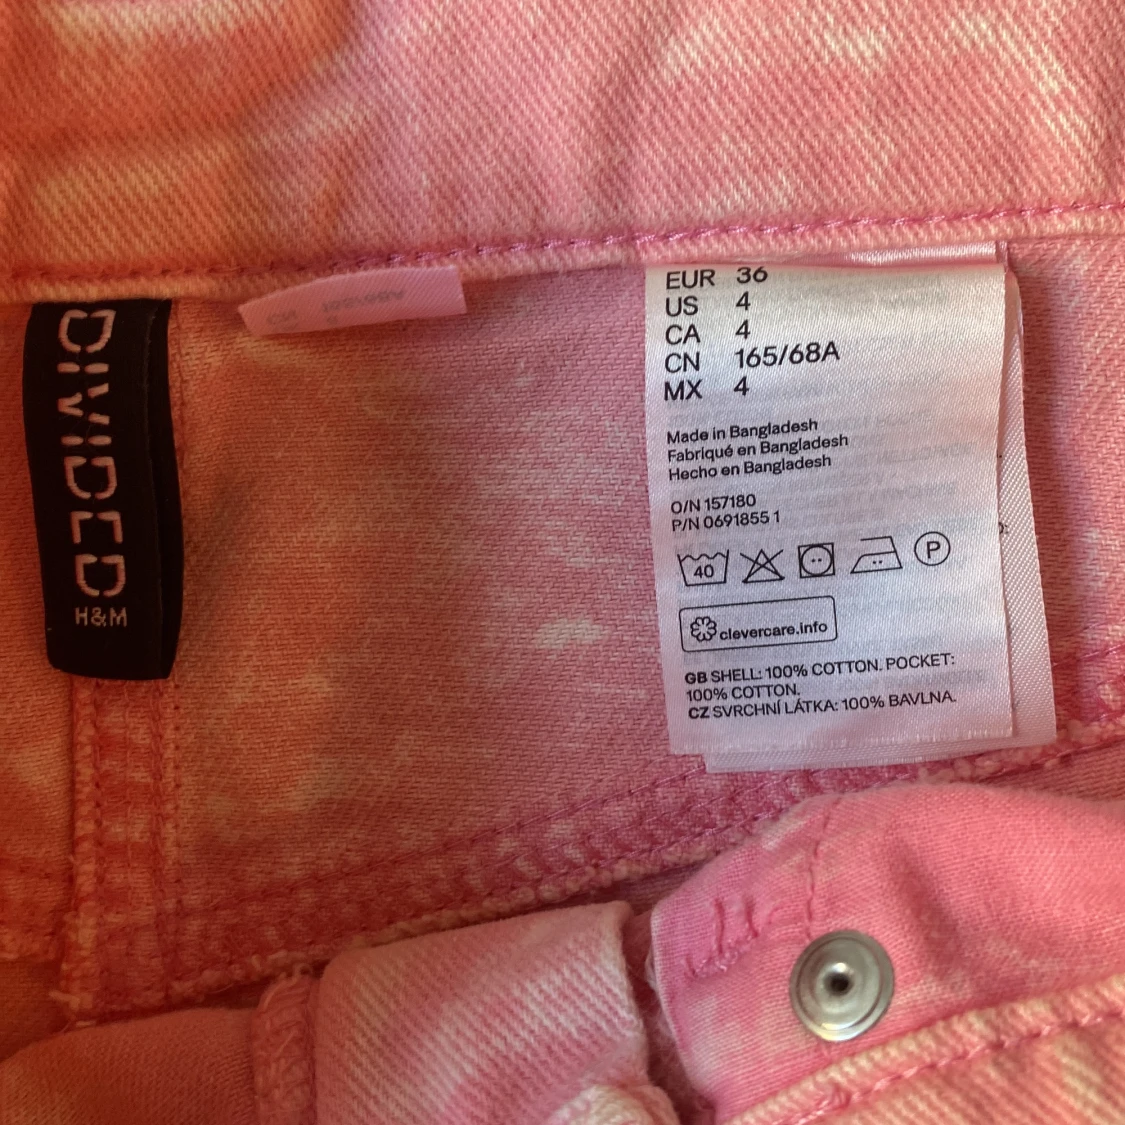 DIVIDED
H&M
EUR 36
US 4
CA 4
CN 165/68A
MX 4
Made in Bangladesh
Fabriqué en Bangladesh
Hecho en Bangladesh
O/N 157180
P/N 0691855 1
40
P
clevercare.info
GB SHELL: 100% COTTON. POCKET:
100% COTTON.
CZ SVRCHNÍ LÁTKA: 100% BAVLNA.